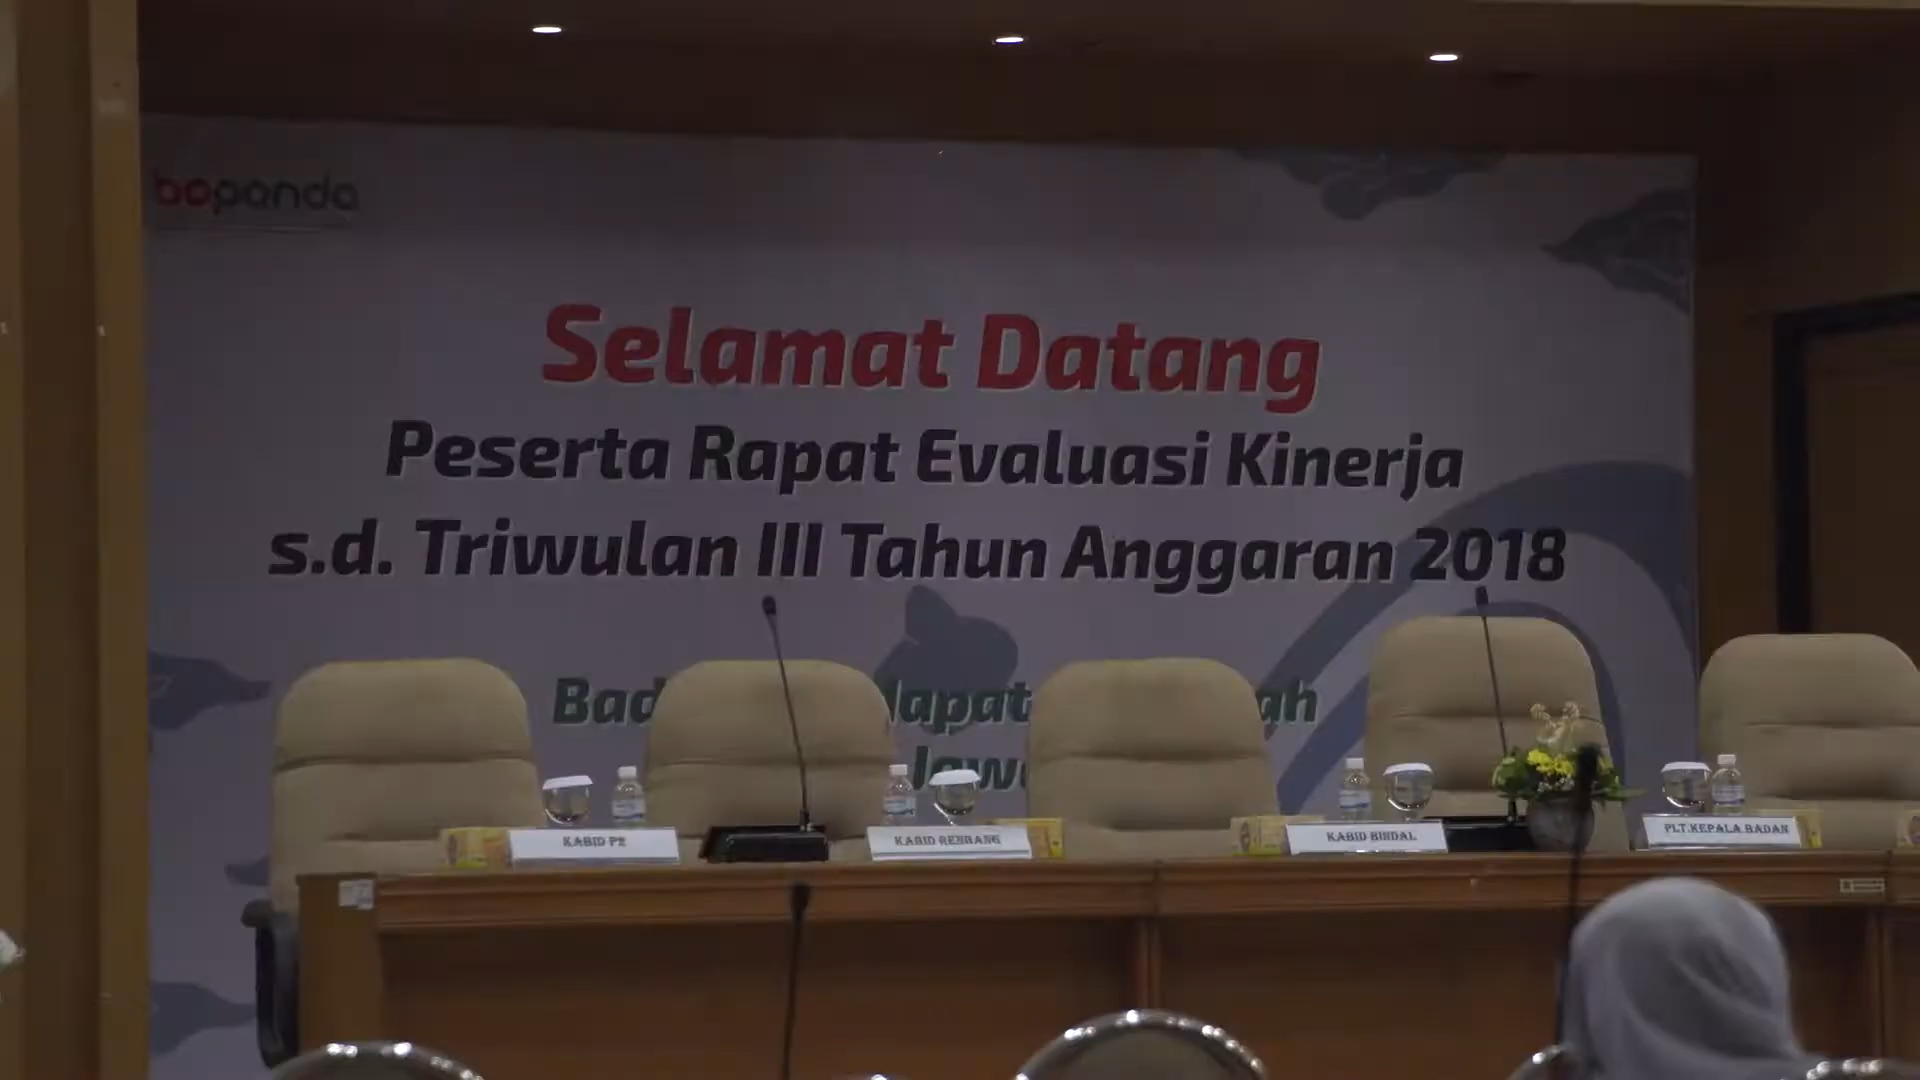 bapenda
Selamat Datang
Peserta Rapat Evaluasi Kinerja
s.d. Triwulan III Tahun Anggaran 2018
KABID P2
KABID RENBANG
KABID BINDAL
PLT.KEPALA BADAN